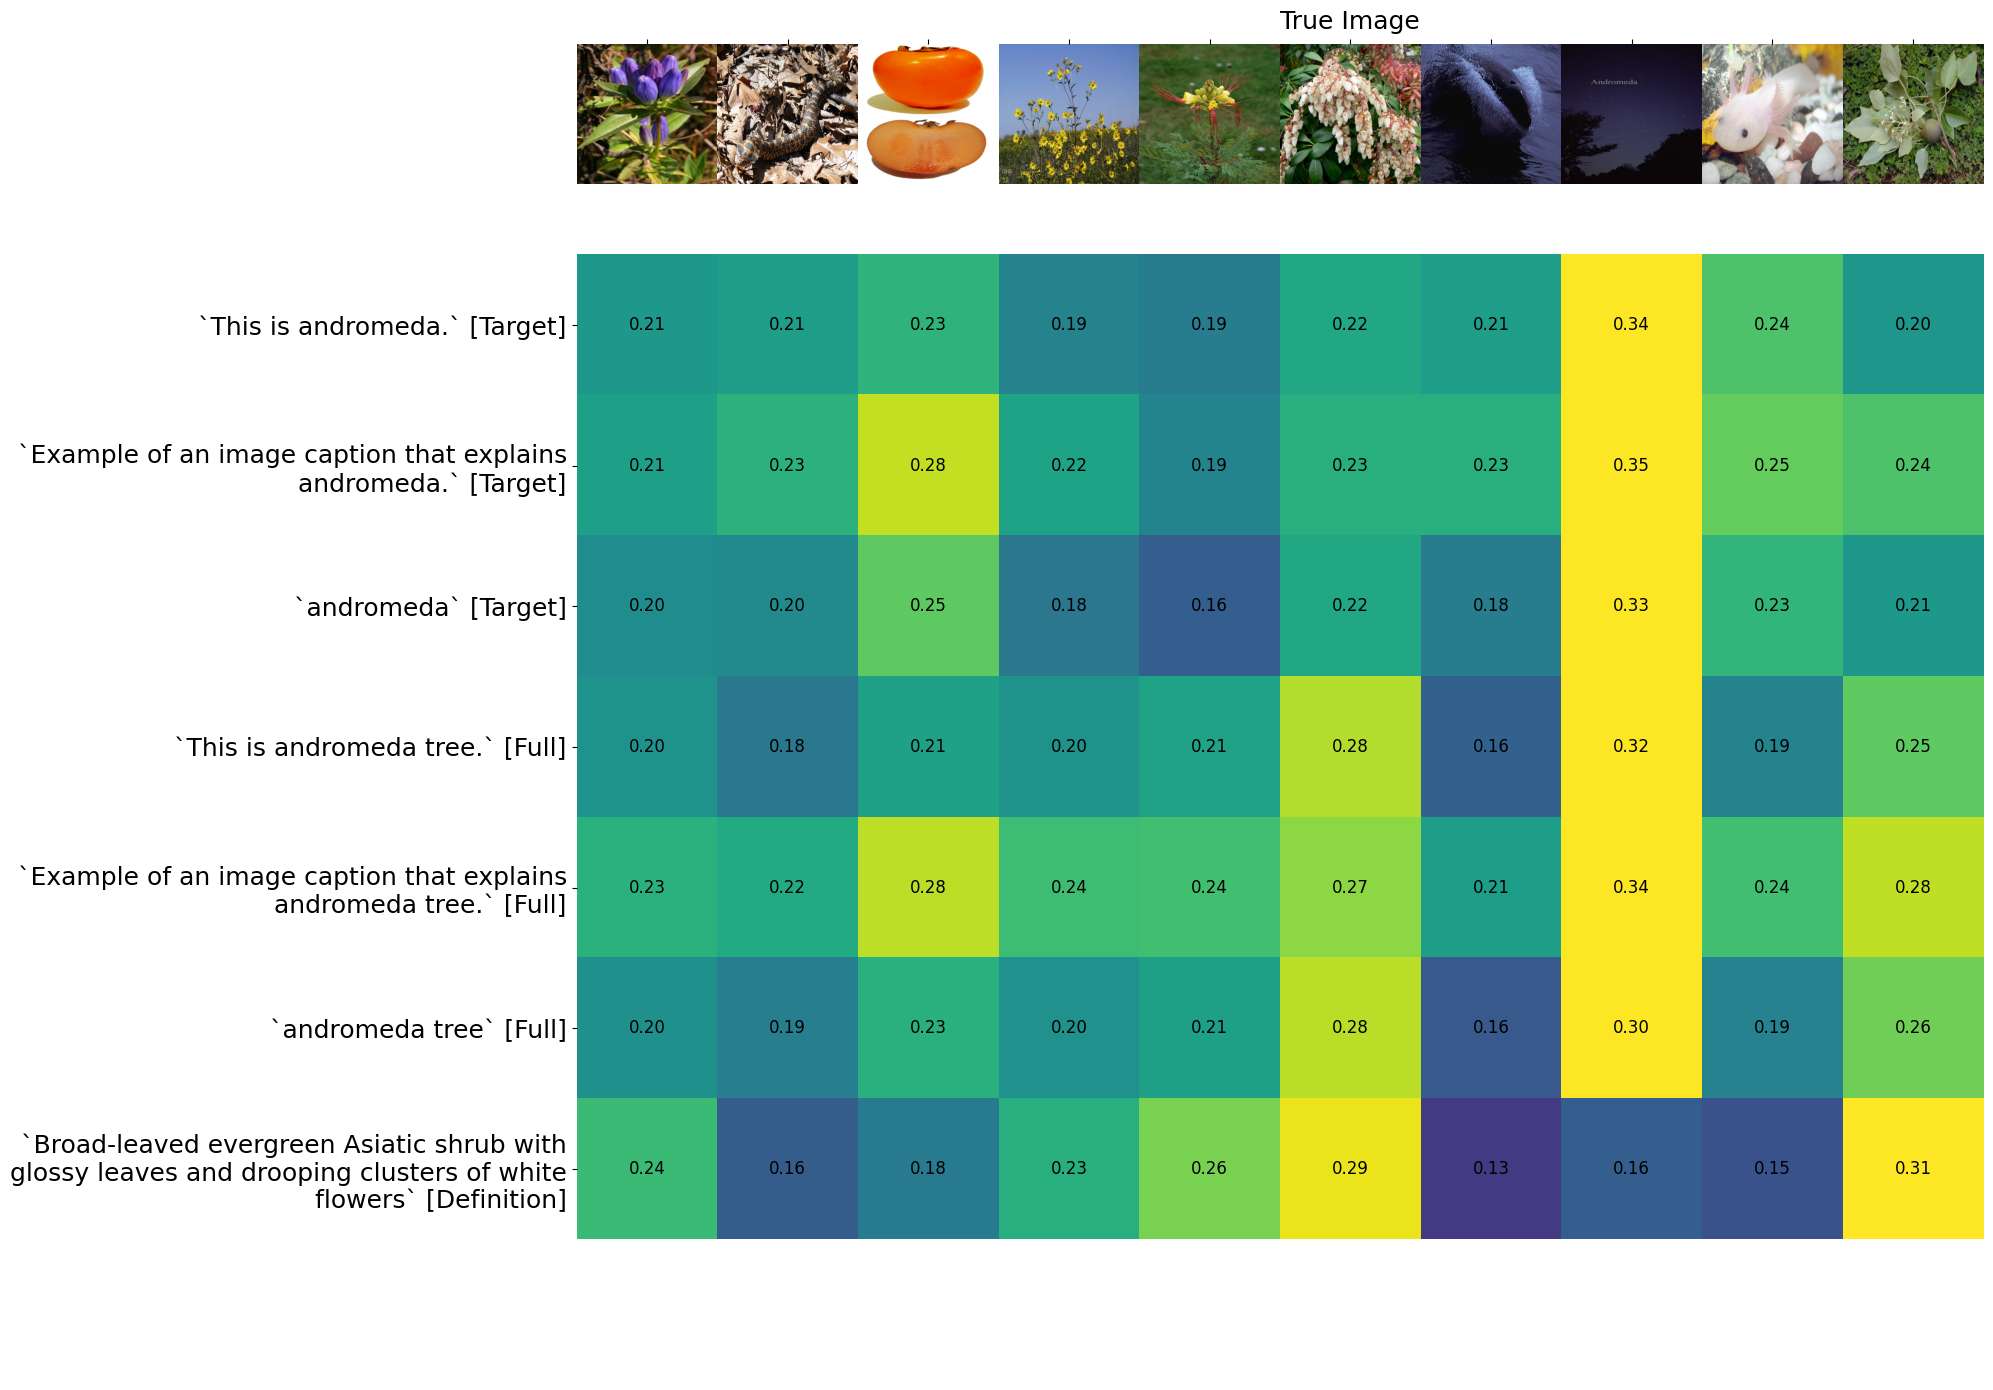 True Image
Andromeda
`This is andromeda.` [Target]
0.21 0.21 0.23 0.19 0.19 0.22 0.21 0.34 0.24 0.20
`Example of an image caption that explains
andromeda.` [Target]
0.21 0.23 0.28 0.22 0.19 0.23 0.23 0.35 0.25 0.24
`andromeda` [Target]
0.20 0.20 0.25 0.18 0.16 0.22 0.18 0.33 0.23 0.21
`This is andromeda tree.` [Full]
0.20 0.18 0.21 0.20 0.21 0.28 0.16 0.32 0.19 0.25
`Example of an image caption that explains
andromeda tree.` [Full]
0.23 0.22 0.28 0.24 0.24 0.27 0.21 0.34 0.24 0.28
`andromeda tree` [Full]
0.20 0.19 0.23 0.20 0.21 0.28 0.16 0.30 0.19 0.26
`Broad-leaved evergreen Asiatic shrub with
glossy leaves and drooping clusters of white
flowers` [Definition]
0.24 0.16 0.18 0.23 0.26 0.29 0.13 0.16 0.15 0.31